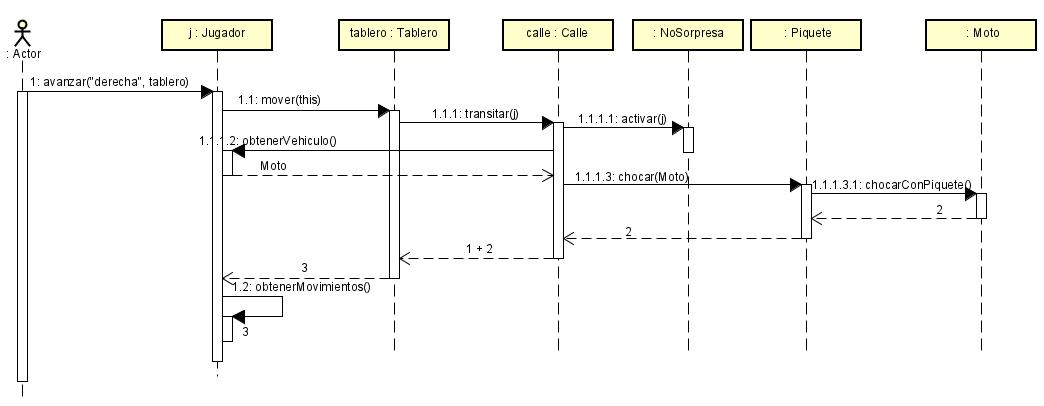 j : Jugador
tablero : Tablero
calle : Calle
: NoSorpresa
: Piquete
: Moto
: Actor
1: avanzar("derecha", tablero)
1.1: mover(this)
1.1.1: transitar(j)
1.1.1.1: activar(j)
1.1.1.2: obtenerVehiculo()
Moto
1.1.1.3: chocar(Moto)
1.1.1.3.1: chocarConPiquete()
2
2
1 + 2
3
1.2: obtenerMovimientos()
3